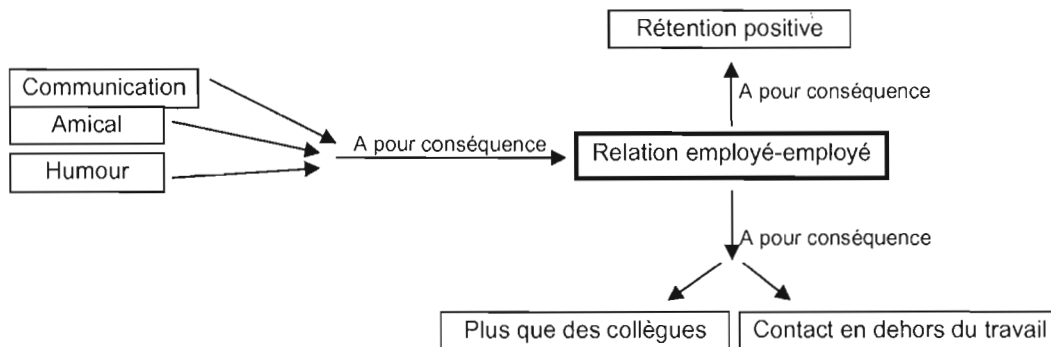 Rétention positive
Communication
A pour conséquence
Amical
A pour conséquence
Relation employé-employé
Humour
A pour conséquence
Plus que des collègues
Contact en dehors du travail